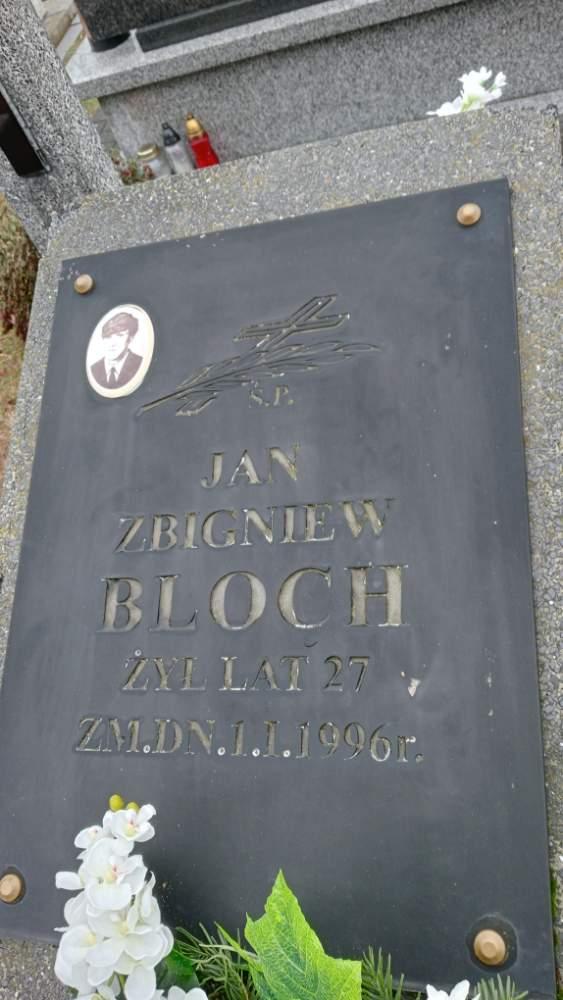 Ś.P.
JAN
ZBIGNIEW
BLOCH
ŻYŁ LAT 27
ZM.DN.1.I.1996r.